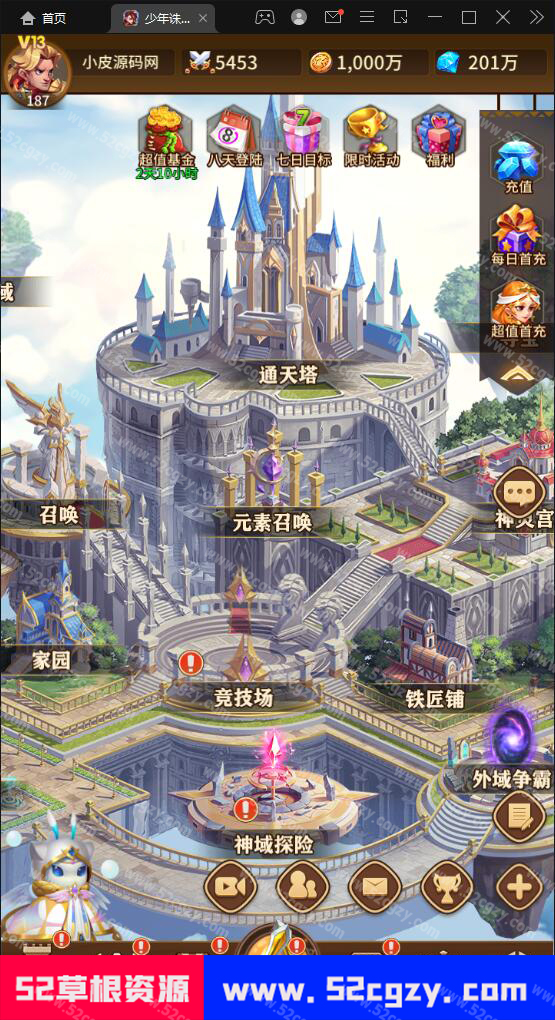 首页
少年诛...
V13
187
小皮源码网
5453
1,000万
201万
7
8
超值基金
八天登陆
七日目标
限时活动
福利
2天10小时
充值
每日首充
超值首充
域
通天塔
召唤
元素召唤
神灵宫
家园
竞技场
铁匠铺
外域争霸
神域探险
52草根资源
www.52cgzy.com